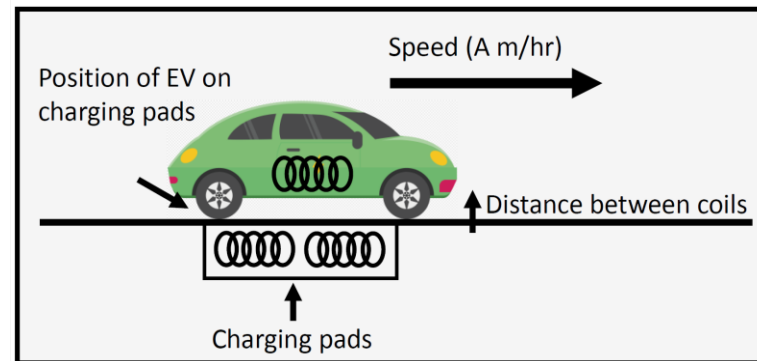 Speed (A m/hr)
Position of EV on
charging pads
Distance between coils
Charging pads